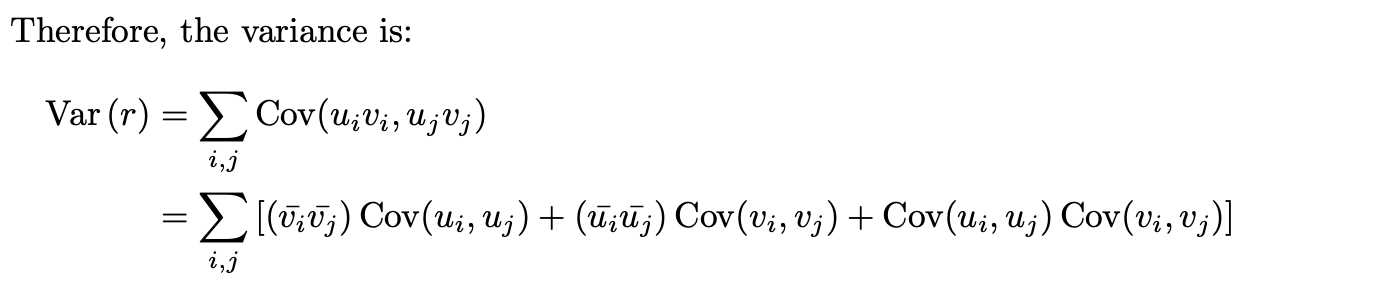 Therefore, the variance is:
Var (r) = ∑_{i,j} Cov(u_i v_i, u_j v_j)
= ∑_{i,j} [(v̄_i v̄_j) Cov(u_i, u_j) + (ū_i ū_j) Cov(v_i, v_j) + Cov(u_i, u_j) Cov(v_i, v_j)]